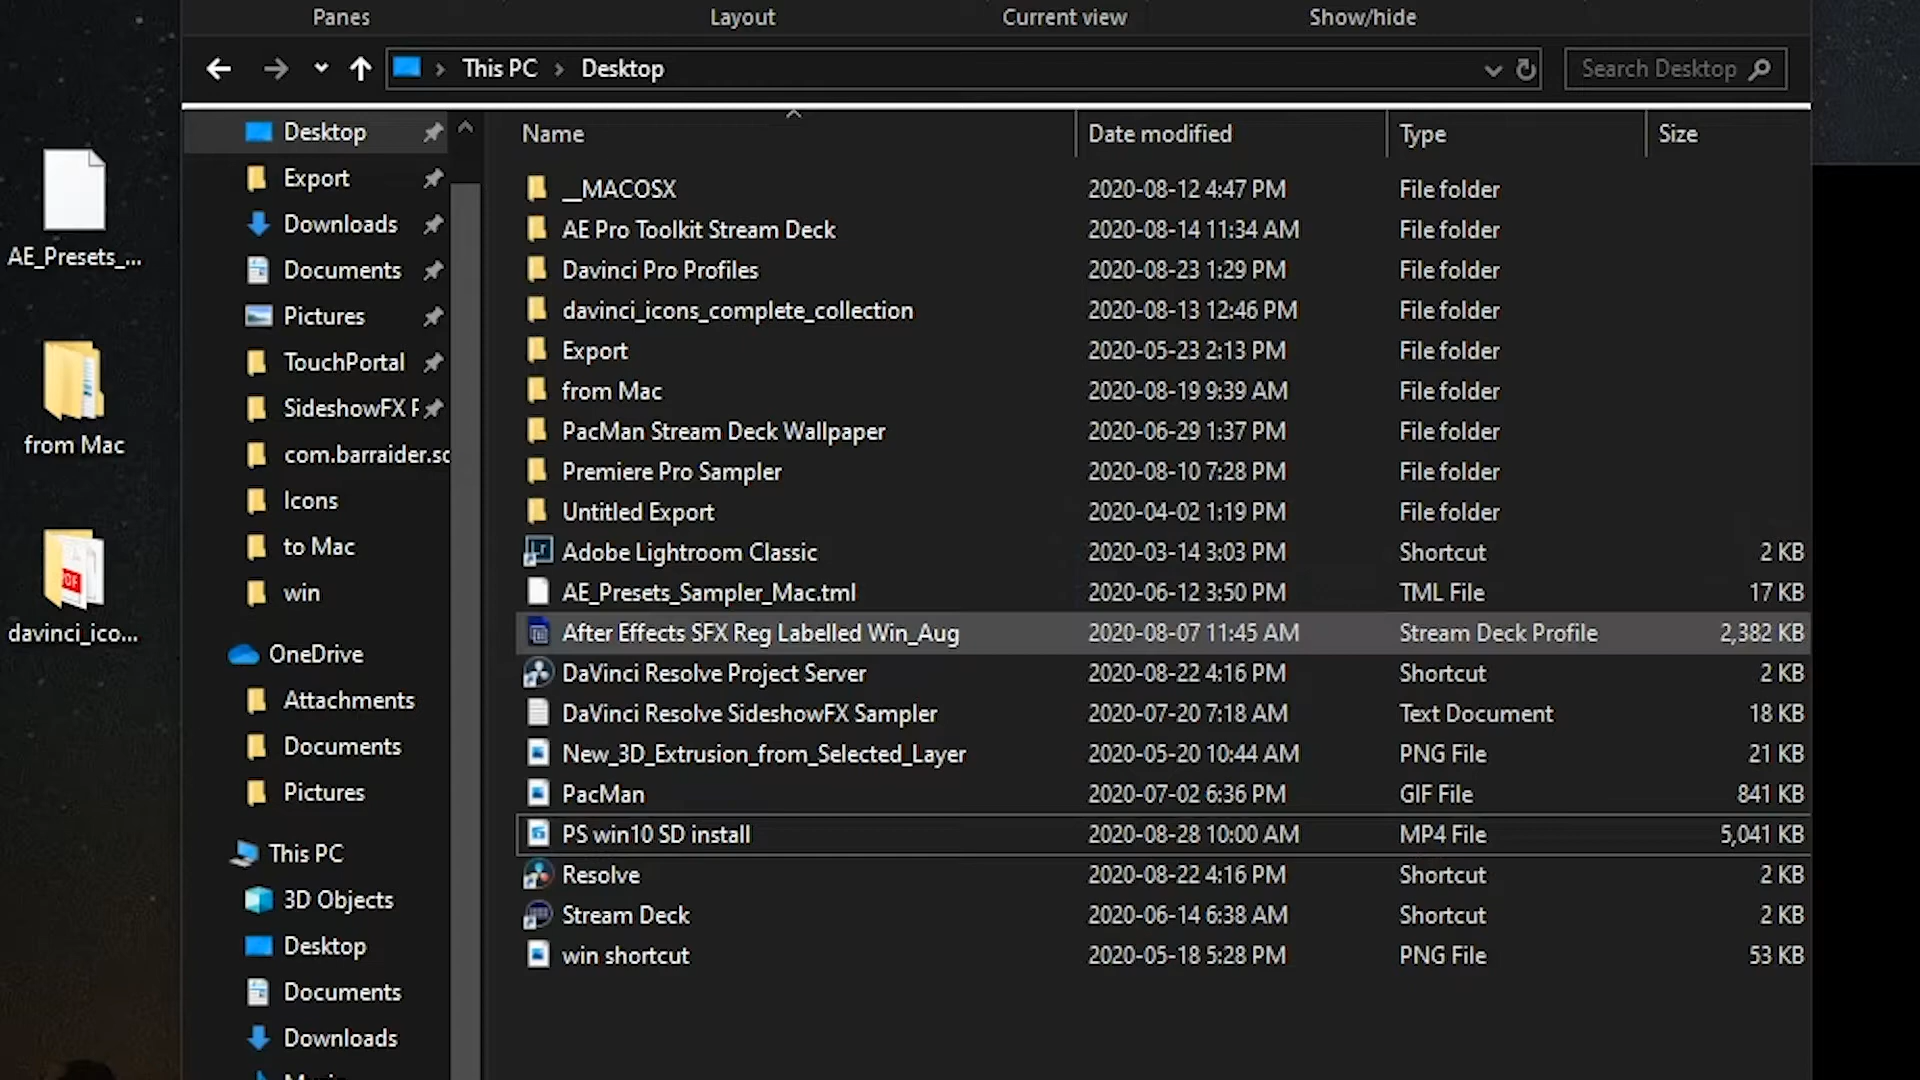 Panes Layout Current view Show/hide
This PC Desktop
Search Desktop
AE_Presets_...
from Mac
davinci_ico...
Desktop
Export
Downloads
Documents
Pictures
TouchPortal
SideshowFX F
com.barraider.sc
Icons
to Mac
win
OneDrive
Attachments
Documents
Pictures
This PC
3D Objects
Desktop
Documents
Downloads
Name Date modified Type Size
__MACOSX 2020-08-12 4:47 PM File folder
AE Pro Toolkit Stream Deck 2020-08-14 11:34 AM File folder
Davinci Pro Profiles 2020-08-23 1:29 PM File folder
davinci_icons_complete_collection 2020-08-13 12:46 PM File folder
Export 2020-05-23 2:13 PM File folder
from Mac 2020-08-19 9:39 AM File folder
PacMan Stream Deck Wallpaper 2020-06-29 1:37 PM File folder
Premiere Pro Sampler 2020-08-10 7:28 PM File folder
Untitled Export 2020-04-02 1:19 PM File folder
Adobe Lightroom Classic 2020-03-14 3:03 PM Shortcut 2 KB
AE_Presets_Sampler_Mac.tml 2020-06-12 3:50 PM TML File 17 KB
After Effects SFX Reg Labelled Win_Aug 2020-08-07 11:45 AM Stream Deck Profile 2,382 KB
DaVinci Resolve Project Server 2020-08-22 4:16 PM Shortcut 2 KB
DaVinci Resolve SideshowFX Sampler 2020-07-20 7:18 AM Text Document 18 KB
New_3D_Extrusion_from_Selected_Layer 2020-05-20 10:44 AM PNG File 21 KB
PacMan 2020-07-02 6:36 PM GIF File 841 KB
PS win10 SD install 2020-08-28 10:00 AM MP4 File 5,041 KB
Resolve 2020-08-22 4:16 PM Shortcut 2 KB
Stream Deck 2020-06-14 6:38 AM Shortcut 2 KB
win shortcut 2020-05-18 5:28 PM PNG File 53 KB